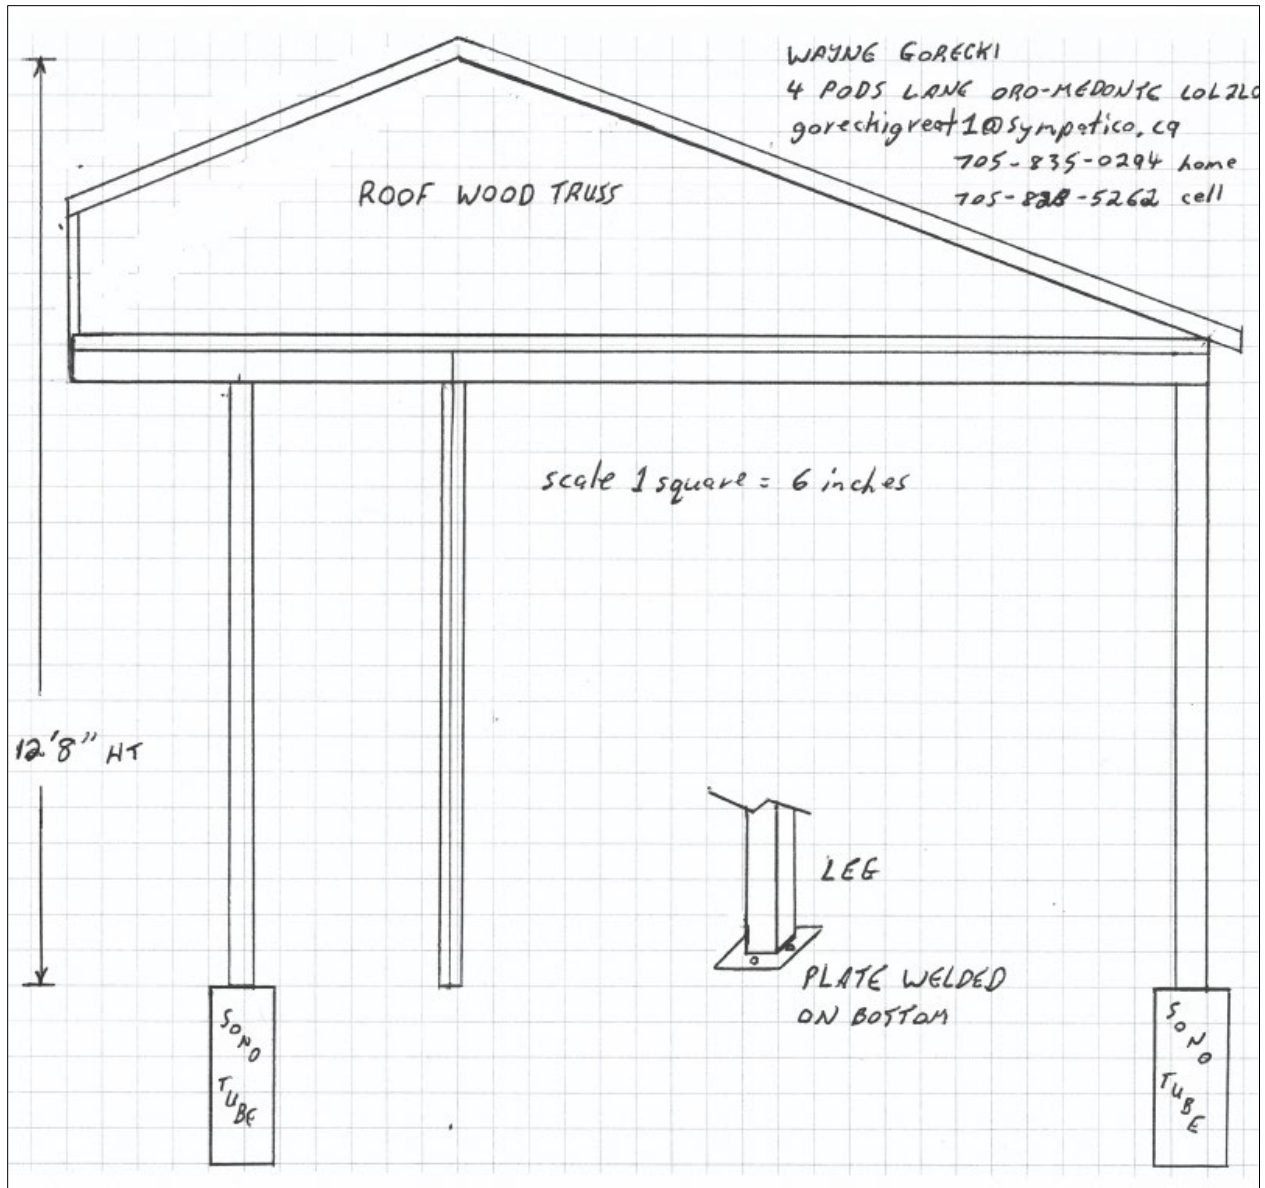 WAYNE GORECKI
4 PODS LANE ORO-MEDONTE L0L2L0
goreckigreat1@sympatico.ca
705-835-0294 home
705-828-5262 cell
ROOF WOOD TRUSS
scale 1 square = 6 inches
12'8" HT
LEG
PLATE WELDED
ON BOTTOM
SONO
TUBE
SONO
TUBE